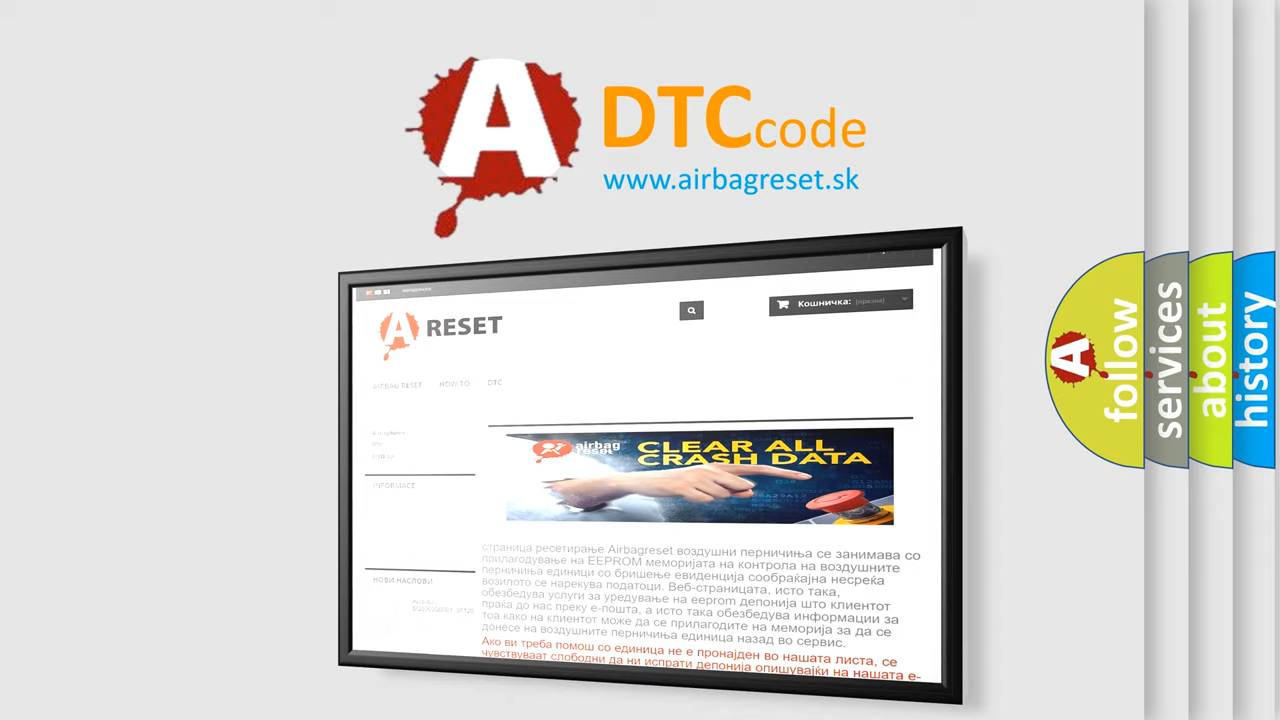 A
DTCcode
www.airbagreset.sk
Кошничка: (празна)
A RESET
AIRBAG RESET HOW TO DTC
airbag
reset
CLEAR ALL
CRASH DATA
INFORMACE
страница ресетирање Airbagreset воздушни перничиња се занимава со
прилагодување на EEPROM меморијата на контрола на воздушните
перничиња единици со бришење евиденција сообраќајна несреќа
возилото се нарекува податоци. Веб-страницата, исто така,
обезбедува услуги за уредување на eeprom депонија што клиентот
праќа до нас преку е-пошта, а исто така обезбедува информации за
тоа како на клиентот може да се прилагодите на меморија за да се
донесе на воздушните перничиња единица назад во сервис.
Ако ви треба помош со единица не е пронајден во нашата листа, се
чувствуваат слободни да ни испрати депонија опишувајќи на нашата е-
НОВИ НАСЛОВИ
A follow
services
about
history